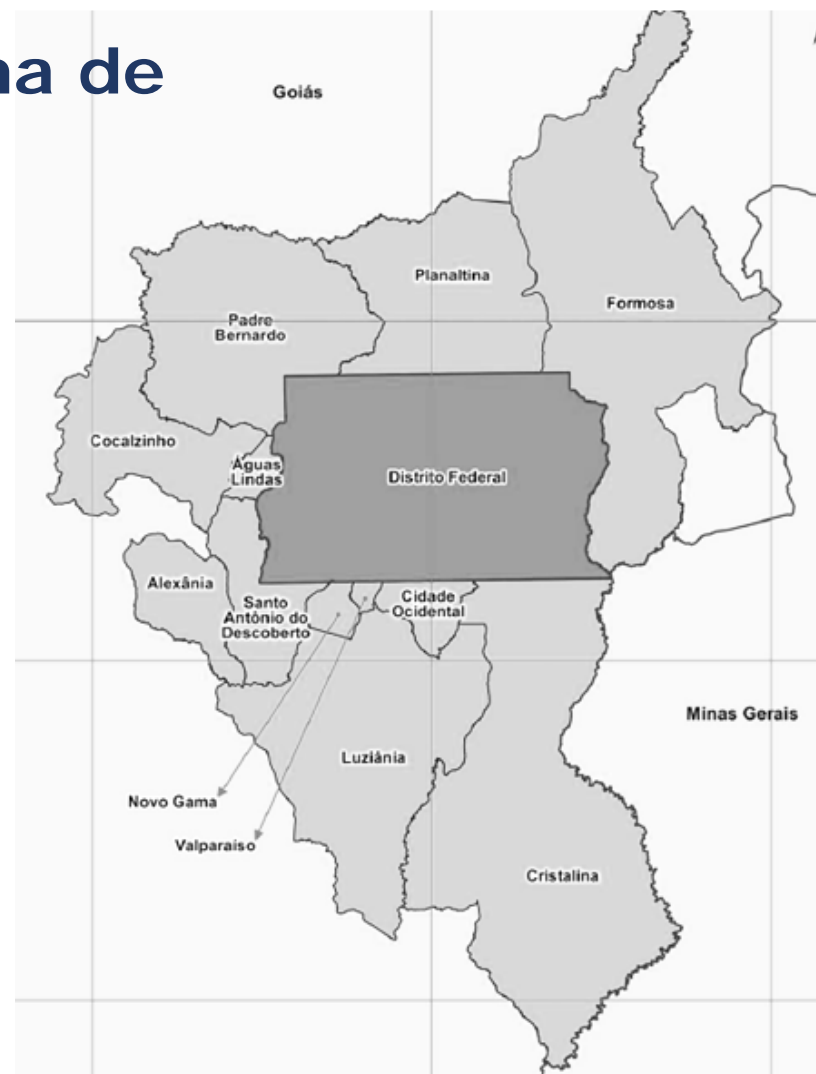 na de
Goiás
Planaltina
Formosa
Padre
Bernardo
Cocalzinho
Águas
Lindas
Distrito Federal
Alexânia
Santo
Antônio do
Descoberto
Cidade
Ocidental
Minas Gerais
Luziânia
Novo Gama
Valparaiso
Cristalina